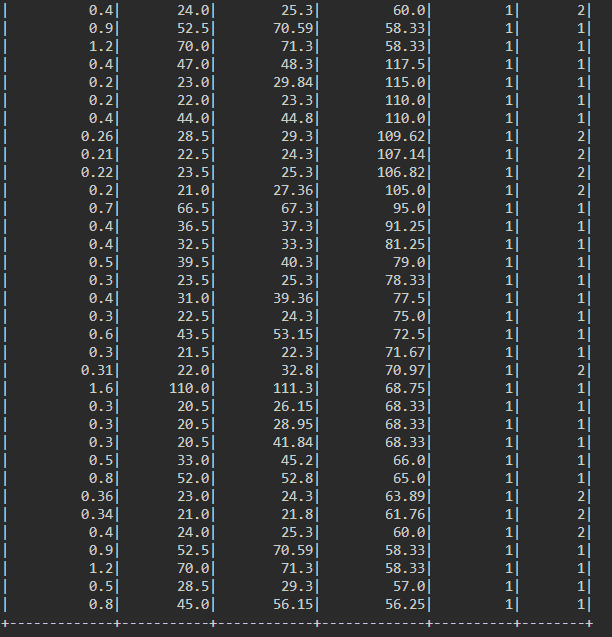 |          0.4|      24.0|       25.3|        60.0|        1|      2|
|          0.9|      52.5|      70.59|       58.33|        1|      1|
|          1.2|      70.0|       71.3|       58.33|        1|      1|
|          0.4|      47.0|       48.3|       117.5|        1|      1|
|          0.2|      23.0|      29.84|       115.0|        1|      1|
|          0.2|      22.0|       23.3|       110.0|        1|      1|
|          0.4|      44.0|       44.8|       110.0|        1|      1|
|         0.26|      28.5|       29.3|      109.62|        1|      2|
|         0.21|      22.5|       24.3|      107.14|        1|      2|
|         0.22|      23.5|       25.3|      106.82|        1|      2|
|          0.2|      21.0|      27.36|       105.0|        1|      2|
|          0.7|      66.5|       67.3|        95.0|        1|      1|
|          0.4|      36.5|       37.3|       91.25|        1|      1|
|          0.4|      32.5|       33.3|       81.25|        1|      1|
|          0.5|      39.5|       40.3|        79.0|        1|      1|
|          0.3|      23.5|       25.3|       78.33|        1|      1|
|          0.4|      31.0|      39.36|        77.5|        1|      1|
|          0.3|      22.5|       24.3|        75.0|        1|      1|
|          0.6|      43.5|      53.15|        72.5|        1|      1|
|          0.3|      21.5|       22.3|       71.67|        1|      1|
|         0.31|      22.0|       32.8|       70.97|        1|      2|
|          1.6|     110.0|      111.3|       68.75|        1|      1|
|          0.3|      20.5|      26.15|       68.33|        1|      1|
|          0.3|      20.5|      28.95|       68.33|        1|      1|
|          0.3|      20.5|      41.84|       68.33|        1|      1|
|          0.5|      33.0|       45.2|        66.0|        1|      1|
|          0.8|      52.0|       52.8|        65.0|        1|      1|
|         0.36|      23.0|       24.3|       63.89|        1|      2|
|         0.34|      21.0|       21.8|       61.76|        1|      2|
|          0.4|      24.0|       25.3|        60.0|        1|      2|
|          0.9|      52.5|      70.59|       58.33|        1|      1|
|          1.2|      70.0|       71.3|       58.33|        1|      1|
|          0.5|      28.5|       29.3|        57.0|        1|      1|
|          0.8|      45.0|      56.15|       56.25|        1|      1|
+-------------+----------+-----------+------------+---------+-------+